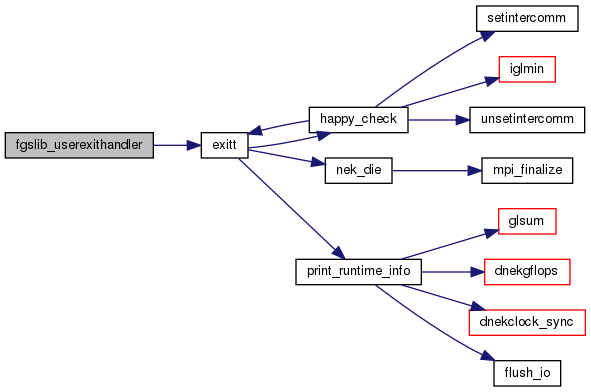 setintercomm
iglmin
happy_check
unsetintercomm
fgslib_userexithandler
exitt
nek_die
mpi_finalize
glsum
print_runtime_info
dnekgflops
dnekclock_sync
flush_io